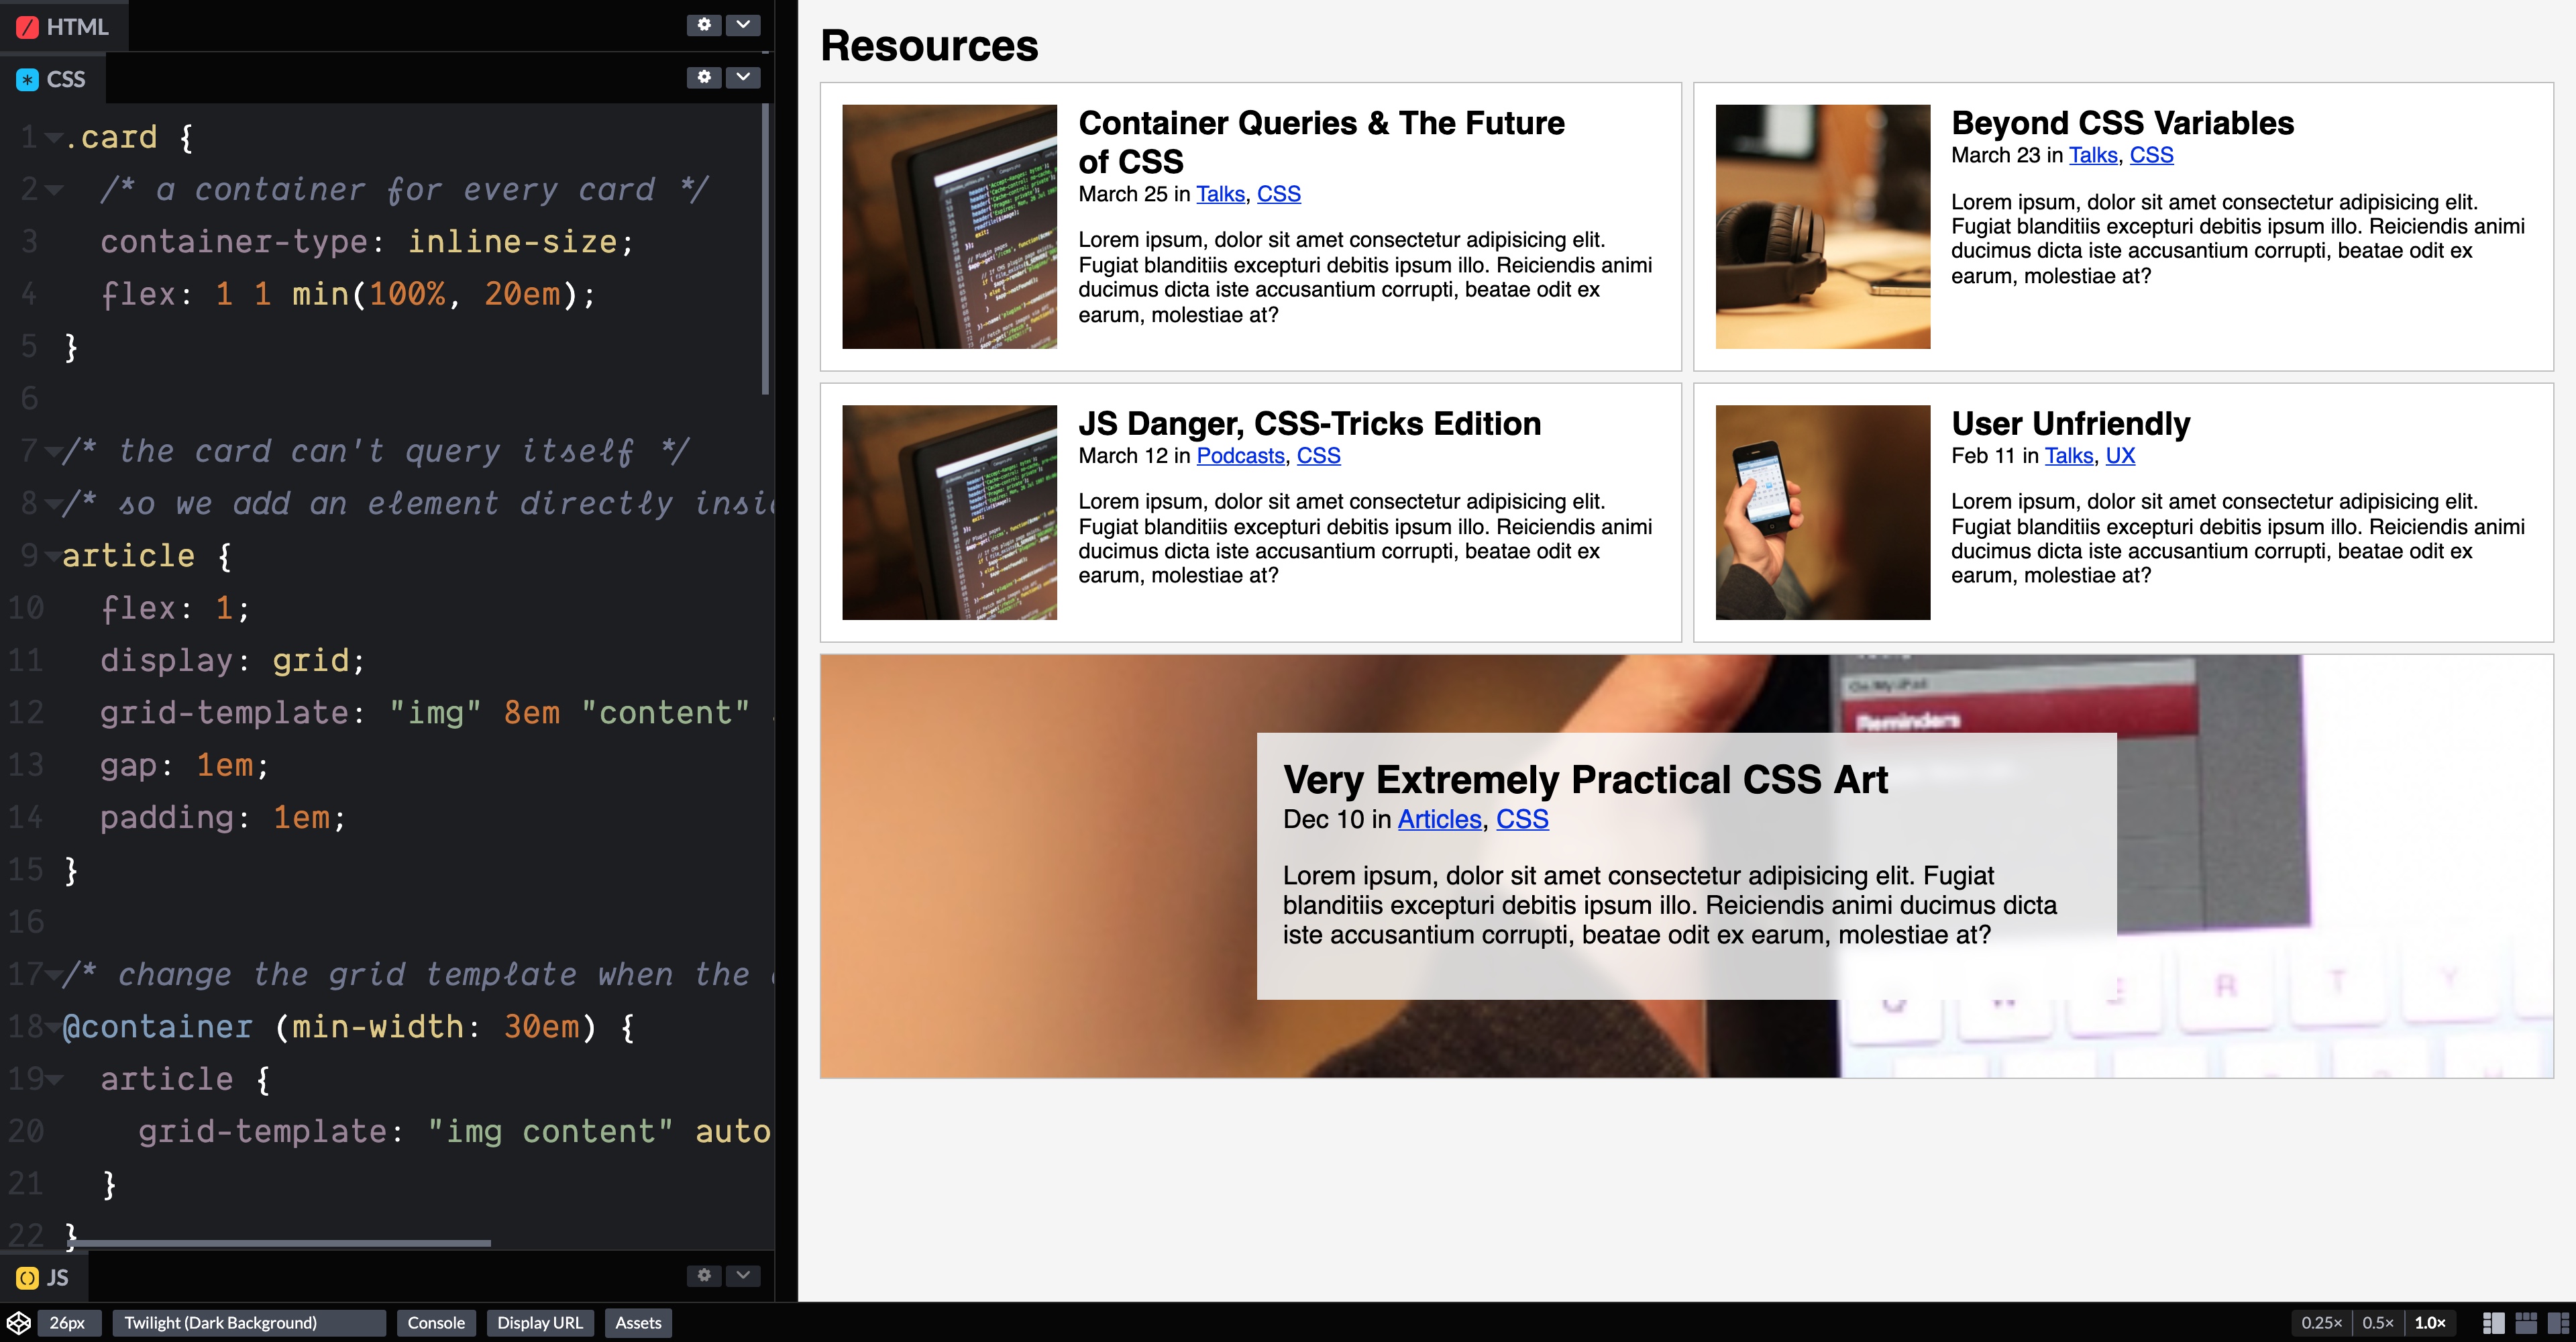 HTML
CSS
1 .card {
2 /* a container for every card */
3 container-type: inline-size;
4 flex: 1 1 min(100%, 20em);
5 }
6
7 /* the card can't query itself */
8 /* so we add an element directly
9 article {
10 flex: 1;
11 display: grid;
12 grid-template: "img" 8em "content"
13 gap: 1em;
14 padding: 1em;
15 }
16
17 /* change the grid template when the
18 @container (min-width: 30em) {
19 article {
20 grid-template: "img content" auto
21 }
22 }
JS
Resources
Container Queries & The Future
of CSS
March 25 in Talks, CSS
Lorem ipsum, dolor sit amet consectetur adipisicing elit.
Fugiat blanditiis excepturi debitis ipsum illo. Reiciendis animi
ducimus dicta iste accusantium corrupti, beatae odit ex
earum, molestiae at?
Beyond CSS Variables
March 23 in Talks, CSS
Lorem ipsum, dolor sit amet consectetur adipisicing elit.
Fugiat blanditiis excepturi debitis ipsum illo. Reiciendis animi
ducimus dicta iste accusantium corrupti, beatae odit ex
earum, molestiae at?
JS Danger, CSS-Tricks Edition
March 12 in Podcasts, CSS
Lorem ipsum, dolor sit amet consectetur adipisicing elit.
Fugiat blanditiis excepturi debitis ipsum illo. Reiciendis animi
ducimus dicta iste accusantium corrupti, beatae odit ex
earum, molestiae at?
User Unfriendly
Feb 11 in Talks, UX
Lorem ipsum, dolor sit amet consectetur adipisicing elit.
Fugiat blanditiis excepturi debitis ipsum illo. Reiciendis animi
ducimus dicta iste accusantium corrupti, beatae odit ex
earum, molestiae at?
On My iPad
Reminders
Very Extremely Practical CSS Art
Dec 10 in Articles, CSS
Lorem ipsum, dolor sit amet consectetur adipisicing elit. Fugiat
blanditiis excepturi debitis ipsum illo. Reiciendis animi ducimus dicta
iste accusantium corrupti, beatae odit ex earum, molestiae at?
R T Y
26px Twilight (Dark Background) Console Display URL Assets
0.25× 0.5× 1.0×